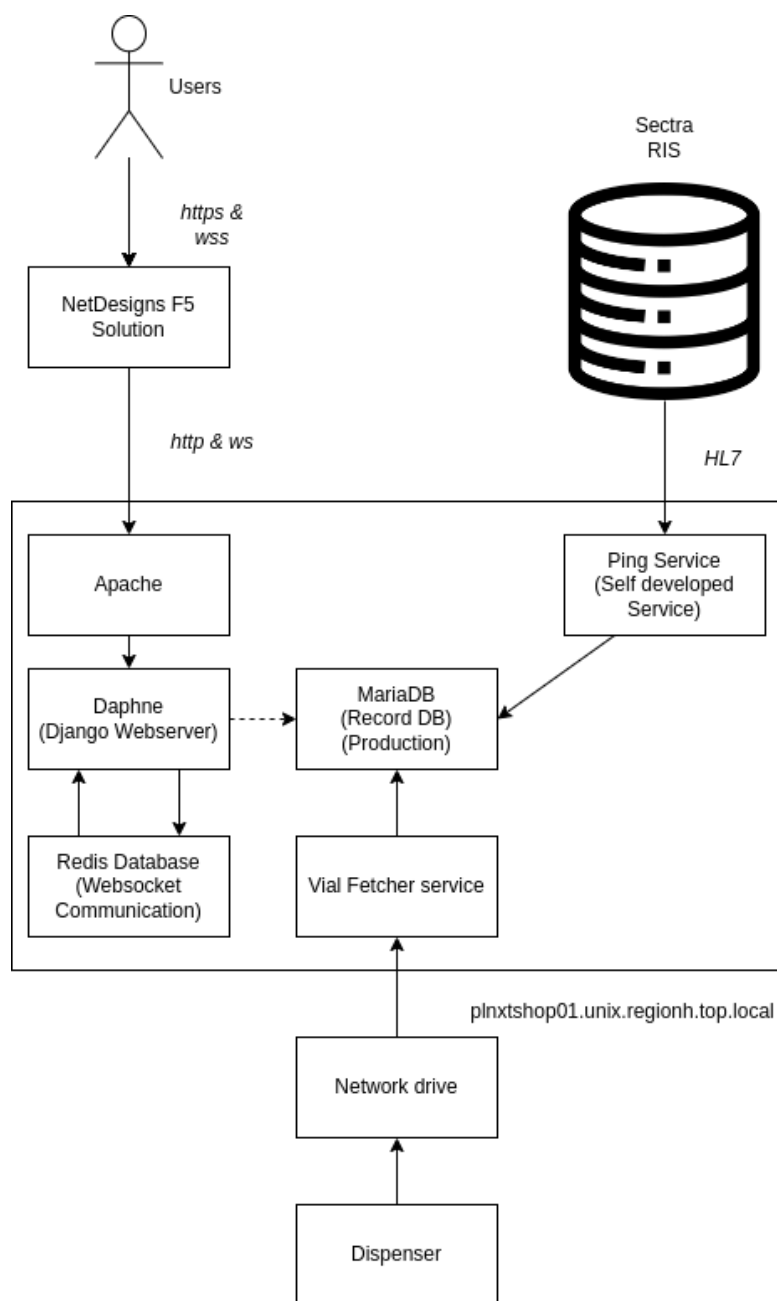 Users
Sectra
RIS
https &
wss
NetDesigns F5
Solution
http & ws
HL7
Apache
Ping Service
(Self developed
Service)
Daphne
(Django Webserver)
MariaDB
(Record DB)
(Production)
Redis Database
(Websocket
Communication)
Vial Fetcher service
plnxtshop01.unix.regionh.top.local
Network drive
Dispenser